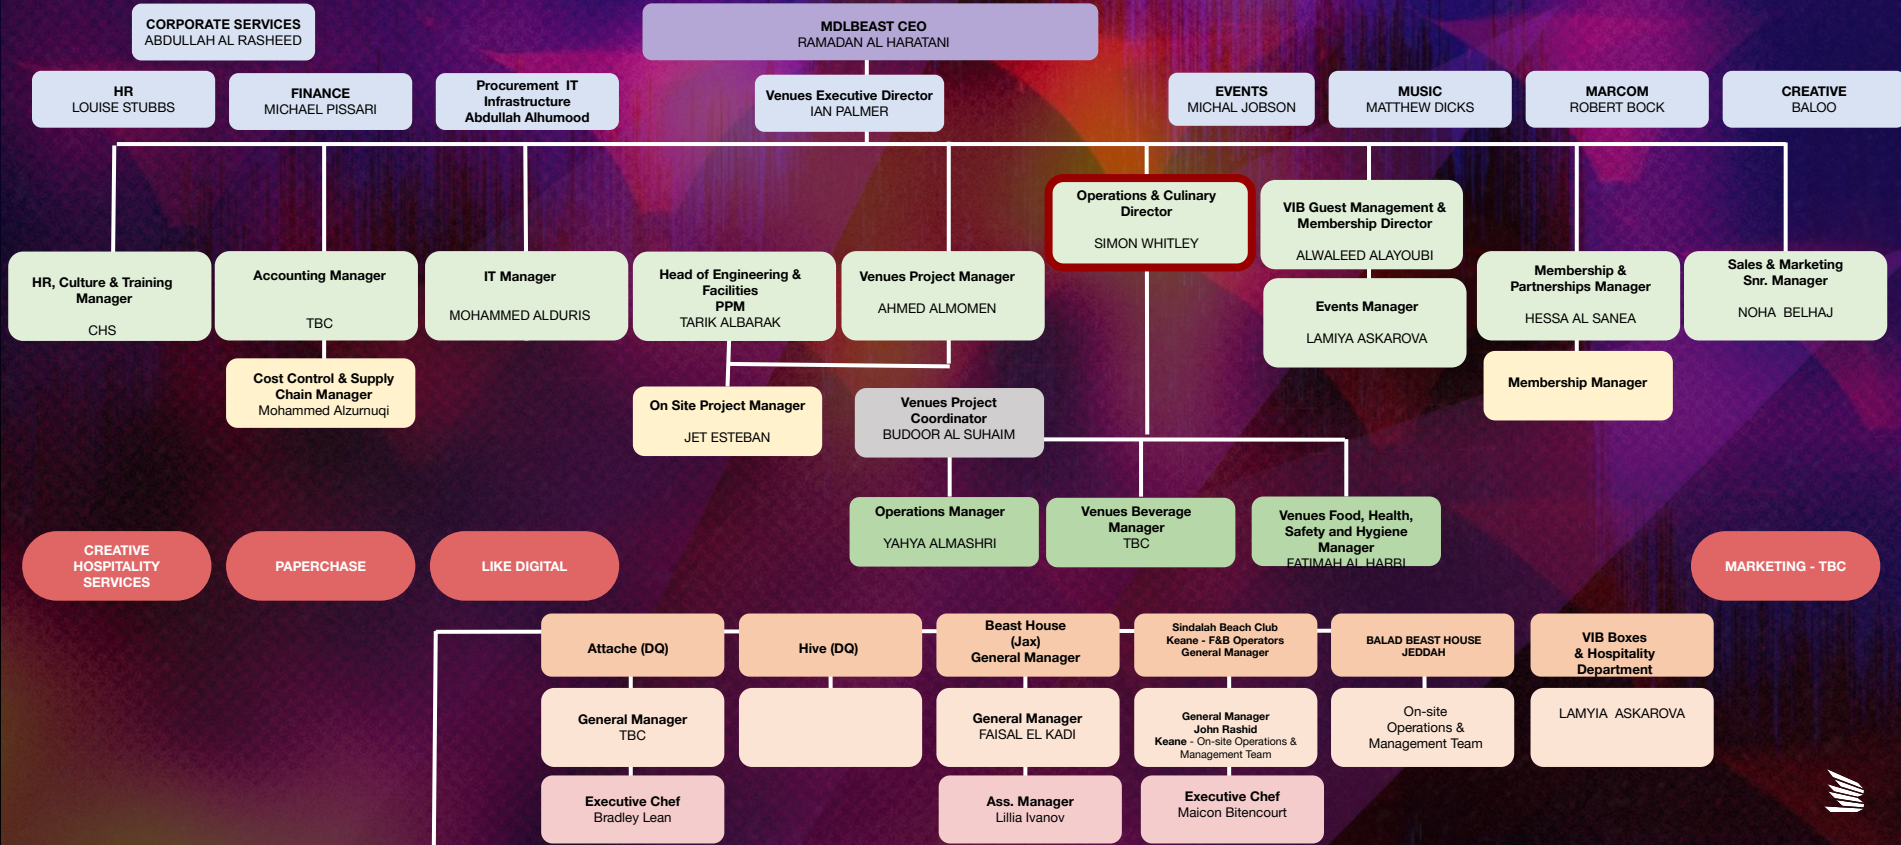 CORPORATE SERVICES
ABDULLAH AL RASHEED
MDLBEAST CEO
RAMADAN AL HARATANI
HR
LOUISE STUBBS
FINANCE
MICHAEL PISSARI
Procurement IT
Infrastructure
Abdullah Alhumood
Venues Executive Director
IAN PALMER
EVENTS
MICHAL JOBSON
MUSIC
MATTHEW DICKS
MARCOM
ROBERT BOCK
CREATIVE
BALOO
HR, Culture & Training
Manager
CHS
Accounting Manager
TBC
IT Manager
MOHAMMED ALDURIS
Head of Engineering &
Facilities
PPM
TARIK ALBARAK
Venues Project Manager
AHMED ALMOMEN
Operations & Culinary
Director
SIMON WHITLEY
VIB Guest Management &
Membership Director
ALWALEED ALAYOUBI
Events Manager
LAMIYA ASKAROVA
Membership &
Partnerships Manager
HESSA AL SANEA
Sales & Marketing
Snr. Manager
NOHA BELHAJ
Cost Control & Supply
Chain Manager
Mohammed Alzurnuqi
On Site Project Manager
JET ESTEBAN
Venues Project
Coordinator
BUDOOR AL SUHAIM
Membership Manager
Operations Manager
YAHYA ALMASHRI
Venues Beverage
Manager
TBC
Venues Food, Health,
Safety and Hygiene
Manager
FATIMAH AL HARBI
CREATIVE
HOSPITALITY
SERVICES
PAPERCHASE
LIKE DIGITAL
MARKETING - TBC
Attache (DQ)
Hive (DQ)
Beast House
(Jax)
General Manager
Sindalah Beach Club
Keane - F&B Operators
General Manager
BALAD BEAST HOUSE
JEDDAH
VIB Boxes
& Hospitality
Department
General Manager
TBC
General Manager
FAISAL EL KADI
General Manager
John Rashid
Keane - On-site Operations &
Management Team
On-site
Operations &
Management Team
LAMYIA ASKAROVA
Executive Chef
Bradley Lean
Ass. Manager
Lillia Ivanov
Executive Chef
Maicon Bitencourt